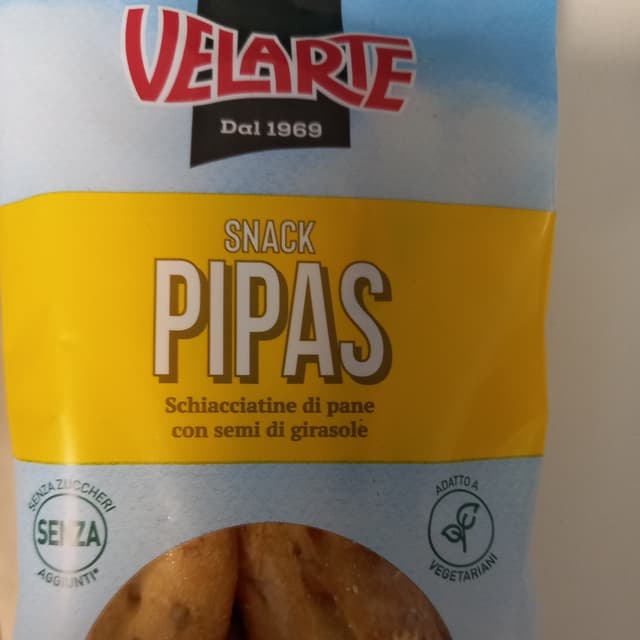 VELARTE
Dal 1969
SNACK
PIPAS
Schiacciatine di pane
con semi di girasole
SENZA ZUCCHERI
SENZA
AGGIUNTI*
ADATTO A
VEGETARIANI